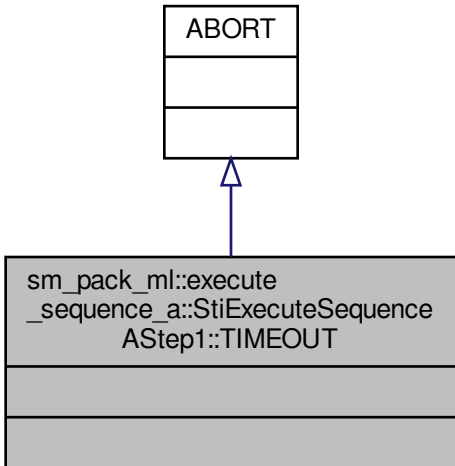 ABORT
sm_pack_ml::execute
_sequence_a::StiExecuteSequence
AStep1::TIMEOUT